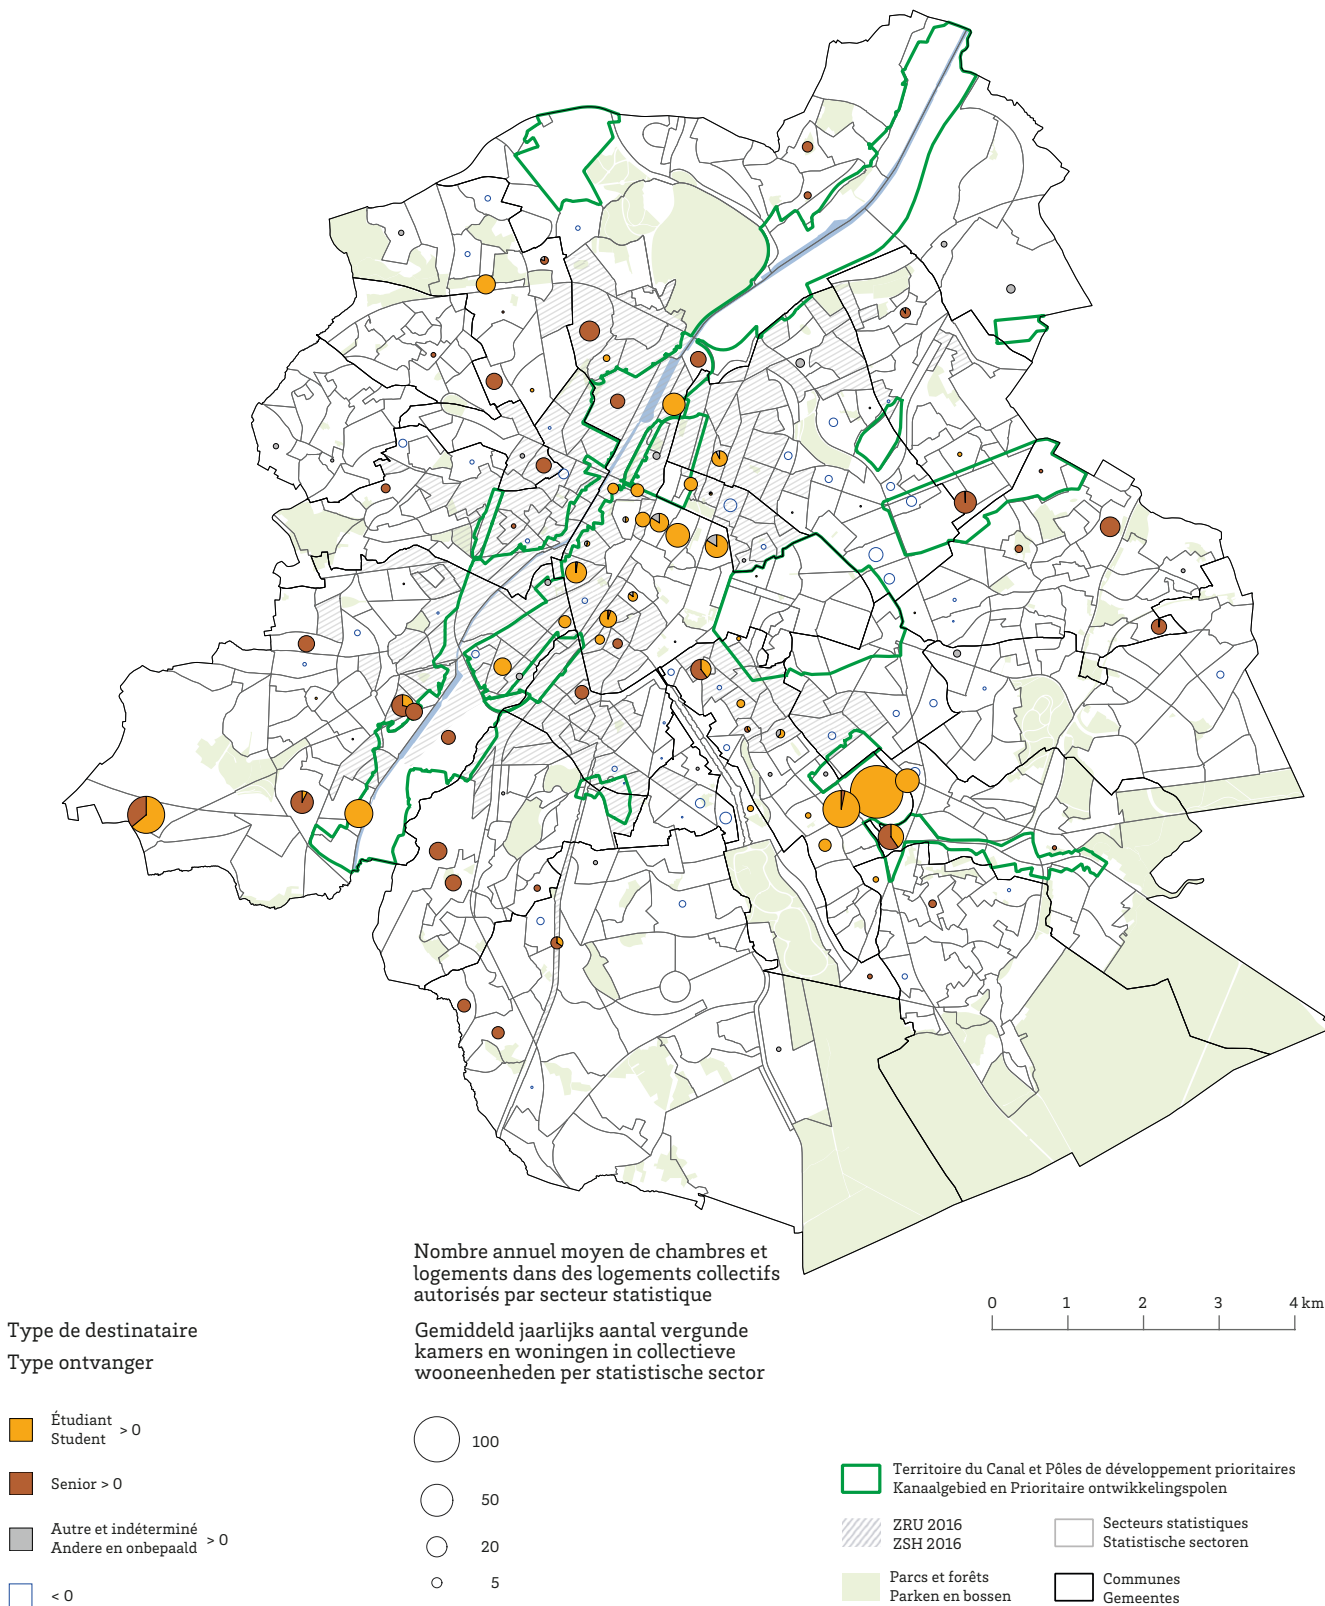 Nombre annuel moyen de chambres et
logements dans des logements collectifs
autorisés par secteur statistique
Gemiddeld jaarlijks aantal vergunde
kamers en woningen in collectieve
wooneenheden per statistische sector
100
50
20
5
Type de destinataire
Type ontvanger
Étudiant
Student
> 0
Senior > 0
Autre et indéterminé
Andere en onbepaald
> 0
< 0
0 1 2 3 4 km
Territoire du Canal et Pôles de développement prioritaires
Kanaalgebied en Prioritaire ontwikkelingspolen
ZRU 2016
ZSH 2016
Secteurs statistiques
Statistische sectoren
Parcs et forêts
Parken en bossen
Communes
Gemeentes